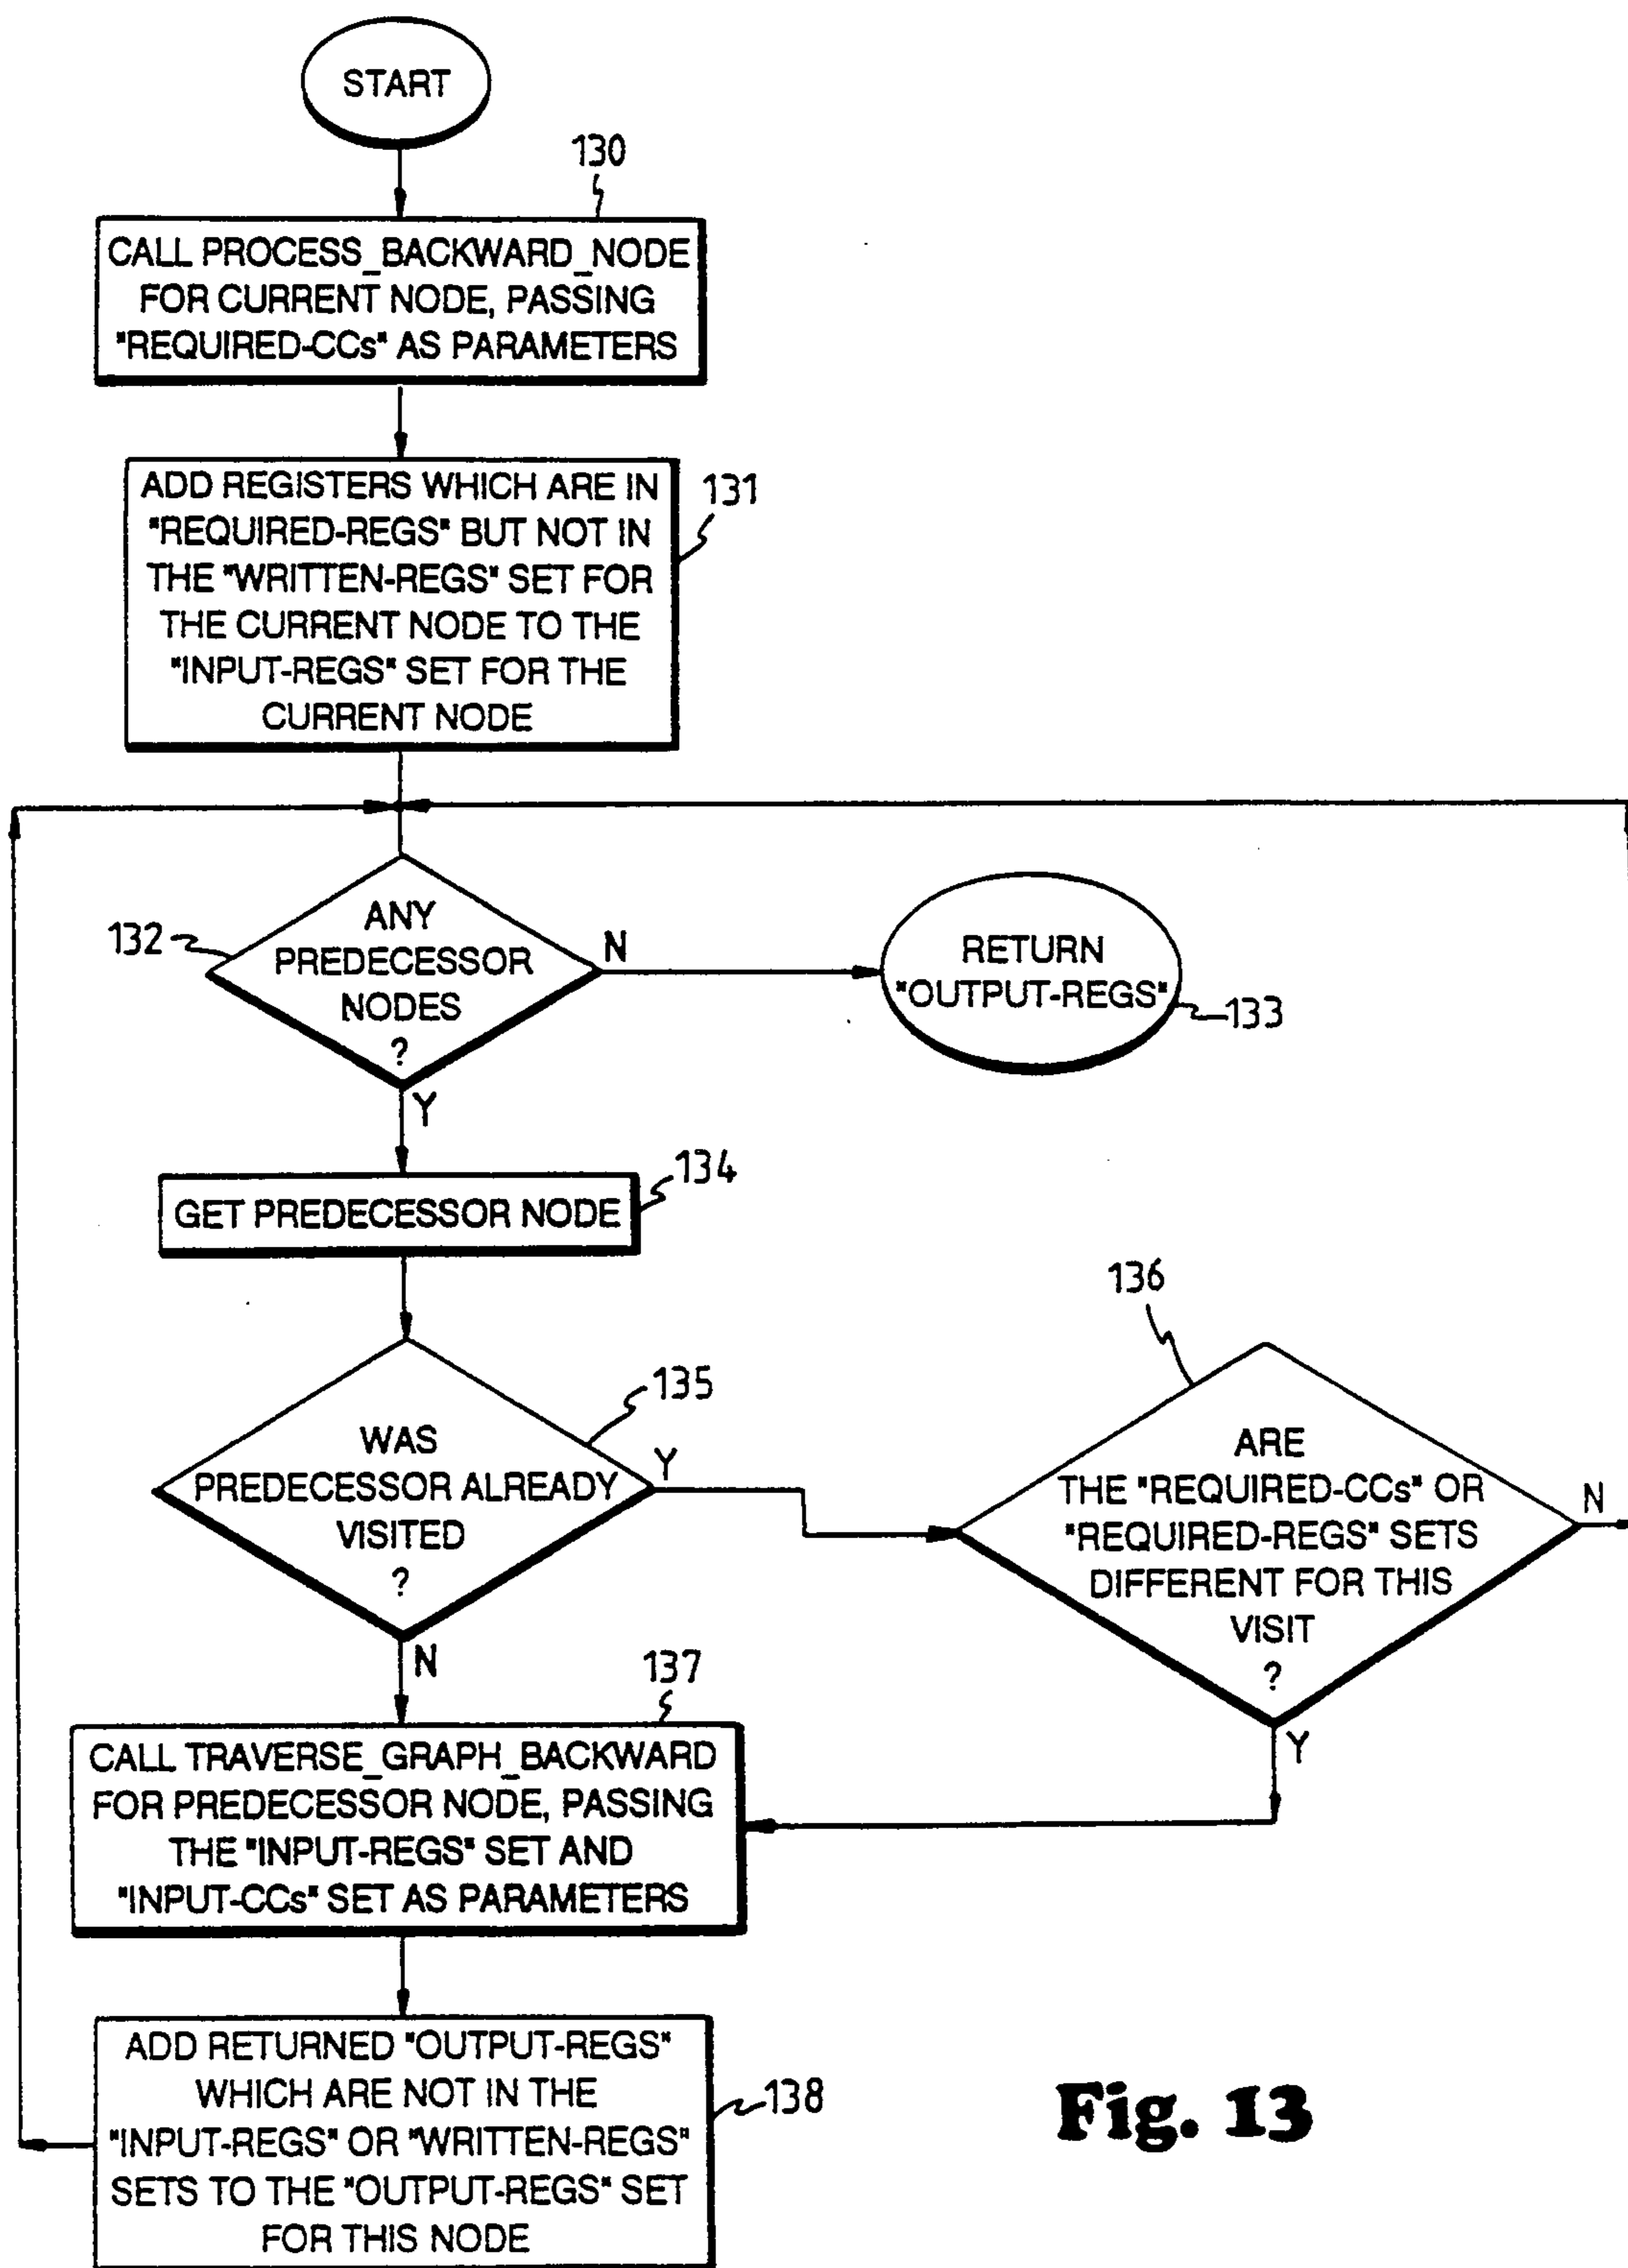 START
130
CALL PROCESS_BACKWARD_NODE
FOR CURRENT NODE, PASSING
"REQUIRED-CCs" AS PARAMETERS
ADD REGISTERS WHICH ARE IN
"REQUIRED-REGS" BUT NOT IN
THE "WRITTEN-REGS" SET FOR
THE CURRENT NODE TO THE
"INPUT-REGS" SET FOR THE
CURRENT NODE
131
132
ANY
PREDECESSOR
NODES
?
N
Y
RETURN
"OUTPUT-REGS"
133
134
GET PREDECESSOR NODE
135
WAS
PREDECESSOR ALREADY
VISITED
?
Y
N
136
ARE
THE "REQUIRED-CCs" OR
"REQUIRED-REGS" SETS
DIFFERENT FOR THIS
VISIT
?
N
Y
137
CALL TRAVERSE_GRAPH_BACKWARD
FOR PREDECESSOR NODE, PASSING
THE "INPUT-REGS" SET AND
"INPUT-CCs" SET AS PARAMETERS
ADD RETURNED "OUTPUT-REGS"
WHICH ARE NOT IN THE
"INPUT-REGS" OR "WRITTEN-REGS"
SETS TO THE "OUTPUT-REGS" SET
FOR THIS NODE
138
Fig. 13